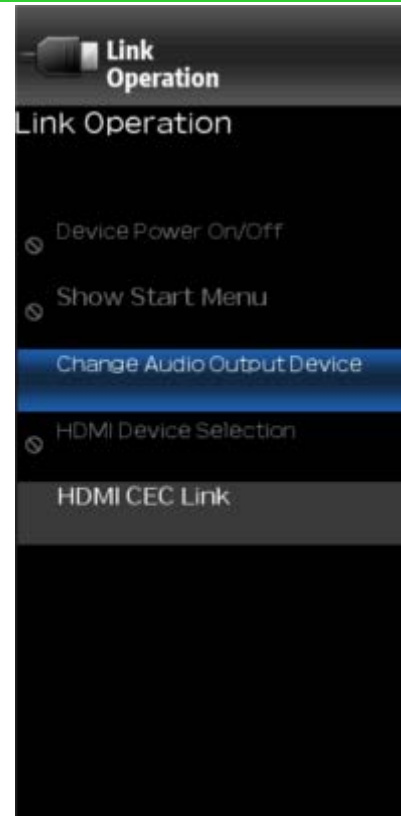 Link
Operation
Link Operation
Device Power On/Off
Show Start Menu
Change Audio Output Device
HDMI Device Selection
HDMI CEC Link